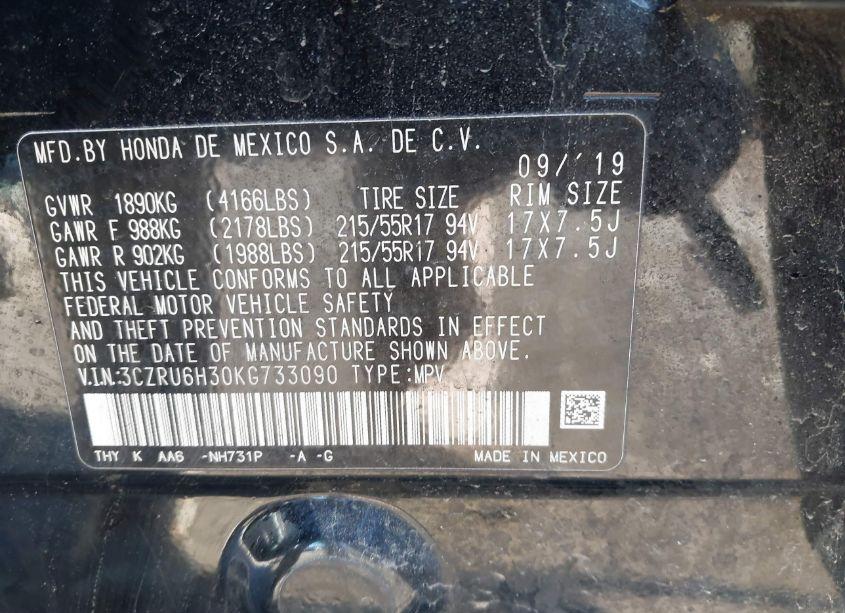 MFD.BY HONDA DE MEXICO S.A. DE C.V.
09/'19
GVWR 1890KG (4166LBS) TIRE SIZE RIM SIZE
GAWR F 988KG (2178LBS) 215/55R17 94V 17X7.5J
GAWR R 902KG (1988LBS) 215/55R17 94V 17X7.5J
THIS VEHICLE CONFORMS TO ALL APPLICABLE
FEDERAL MOTOR VEHICLE SAFETY
AND THEFT PREVENTION STANDARDS IN EFFECT
ON THE DATE OF MANUFACTURE SHOWN ABOVE.
V.I.N:3CZRU6H30KG733090 TYPE:MPV
THY K AA6 -NH731P -A -G MADE IN MEXICO